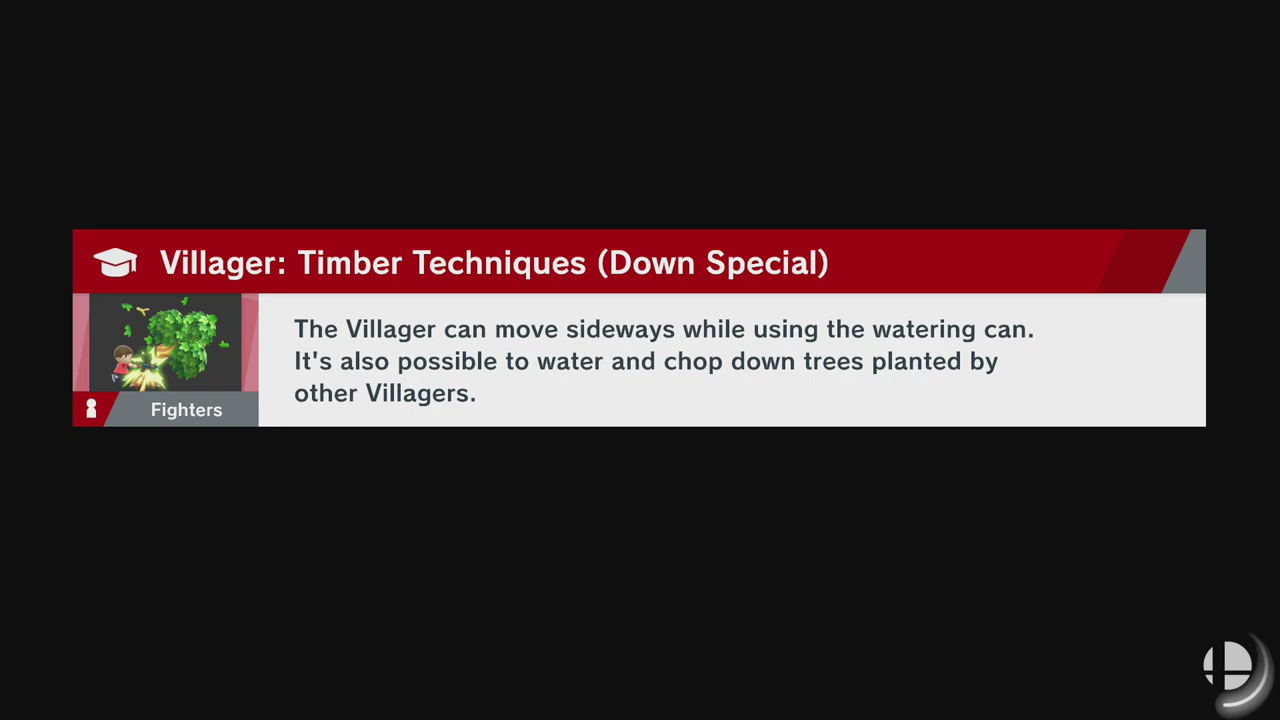 Villager: Timber Techniques (Down Special)
The Villager can move sideways while using the watering can.
It's also possible to water and chop down trees planted by
other Villagers.
Fighters